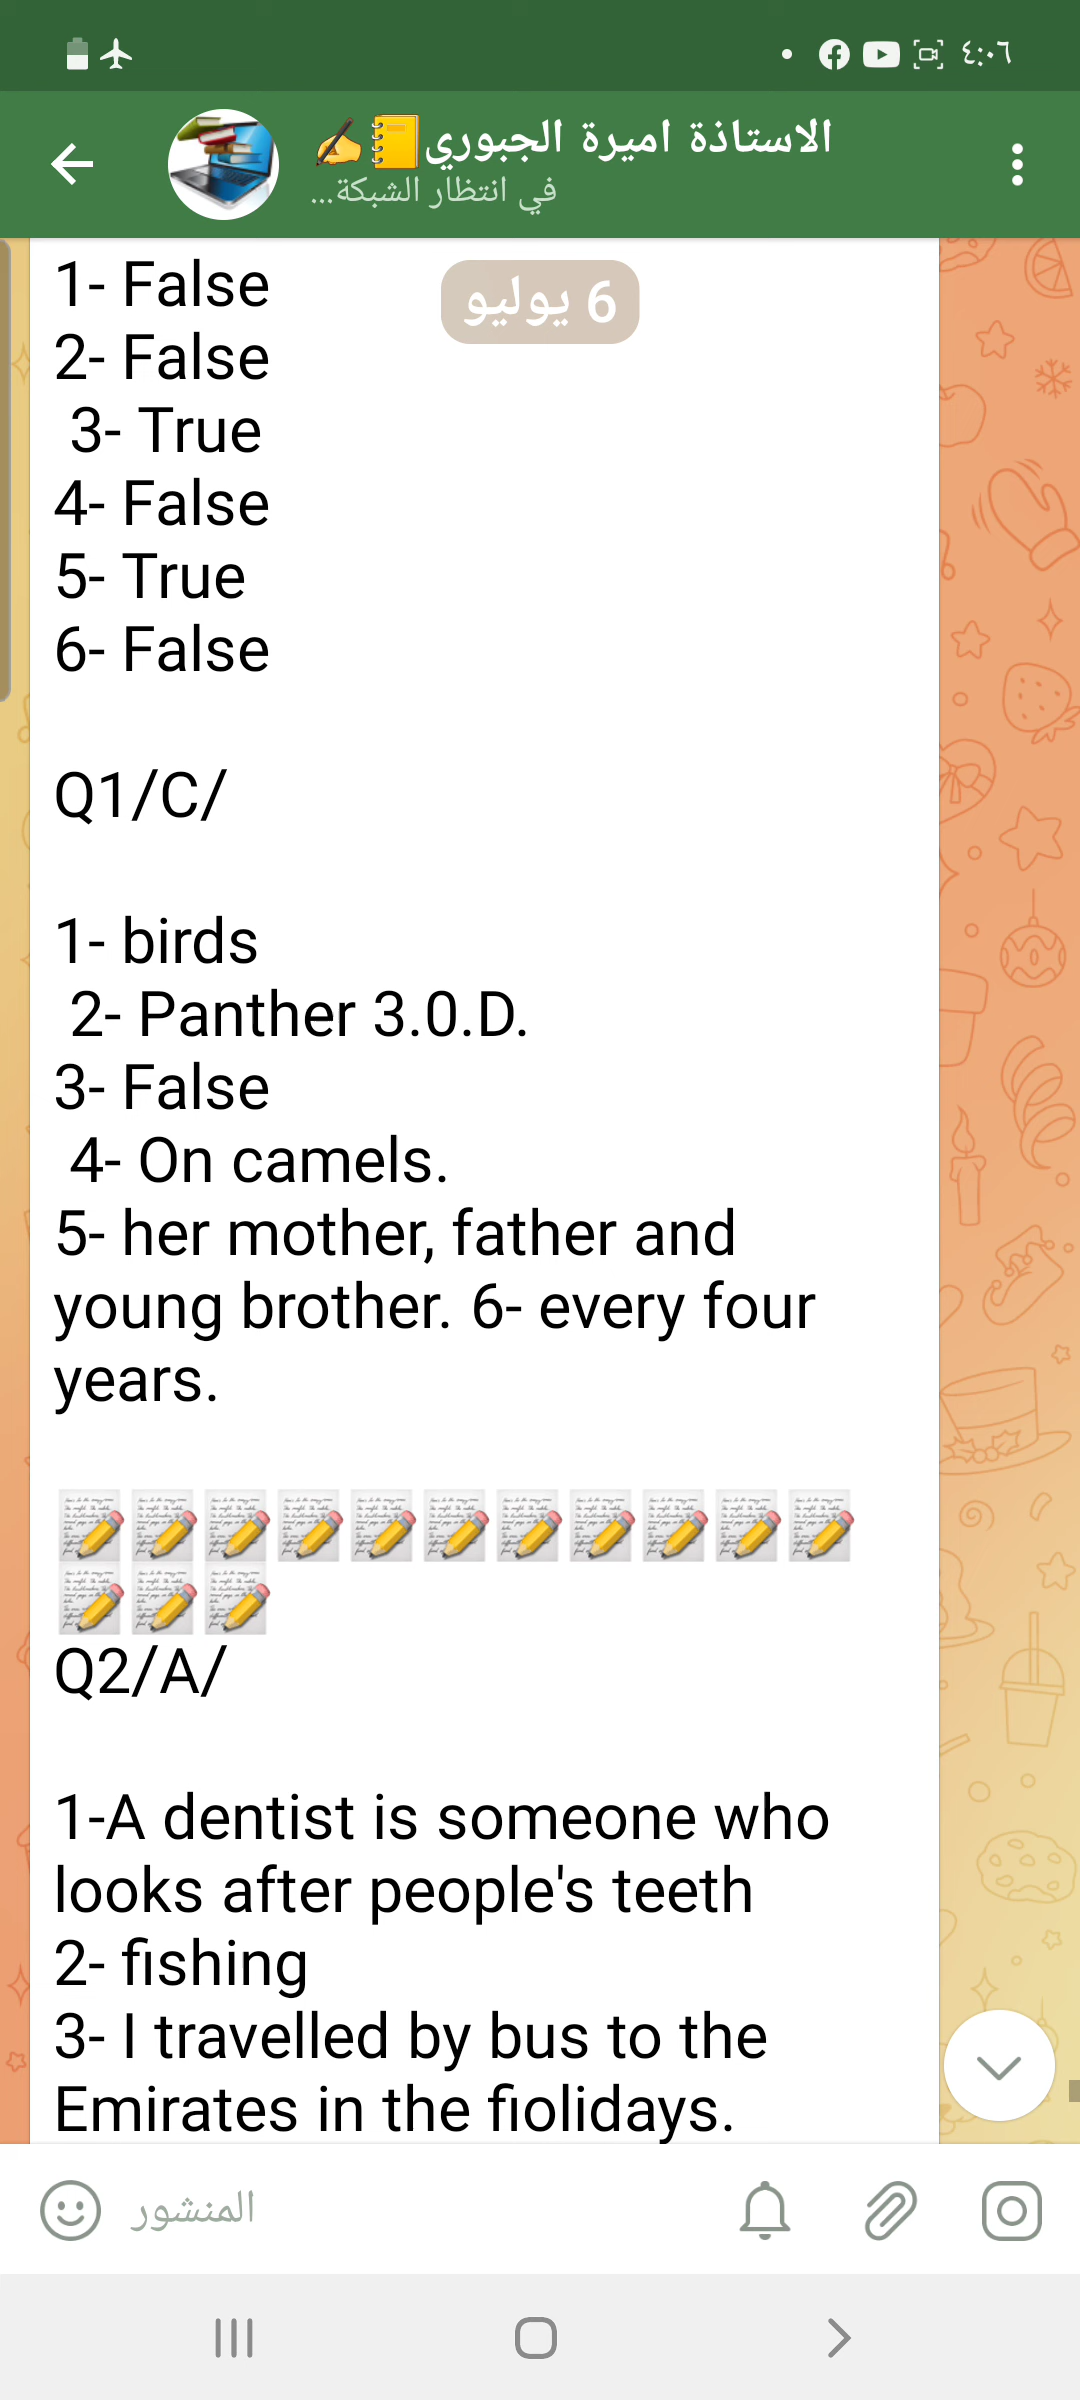 ٤:٠٦
الاستاذة اميرة الجبوري📒✍
في انتظار الشبكة...
6 يوليو
1- False
2- False
3- True
4- False
5- True
6- False
Q1/C/
1- birds
2- Panther 3.0.D.
3- False
4- On camels.
5- her mother, father and
young brother. 6- every four
years.
📝📝📝📝📝📝📝📝📝📝📝
📝📝📝
Q2/A/
1-A dentist is someone who
looks after people's teeth
2- fishing
3- I travelled by bus to the
Emirates in the fiolidays.
المنشور